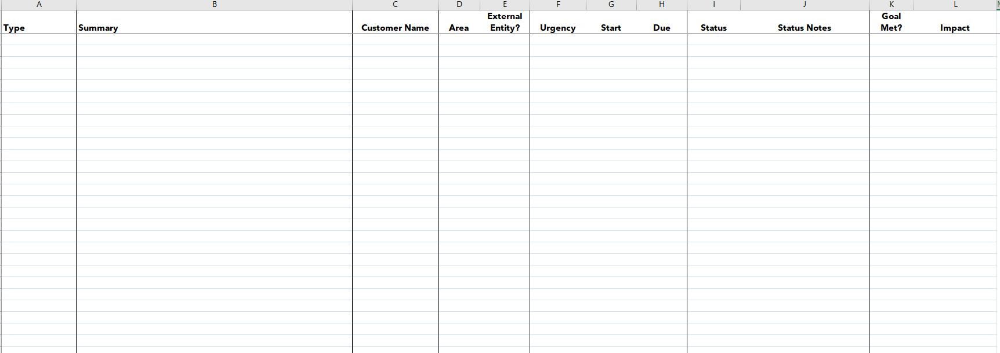 A B C D E F G H I J K L
External Goal
Type Summary Customer Name Area Entity? Urgency Start Due Status Status Notes Met? Impact